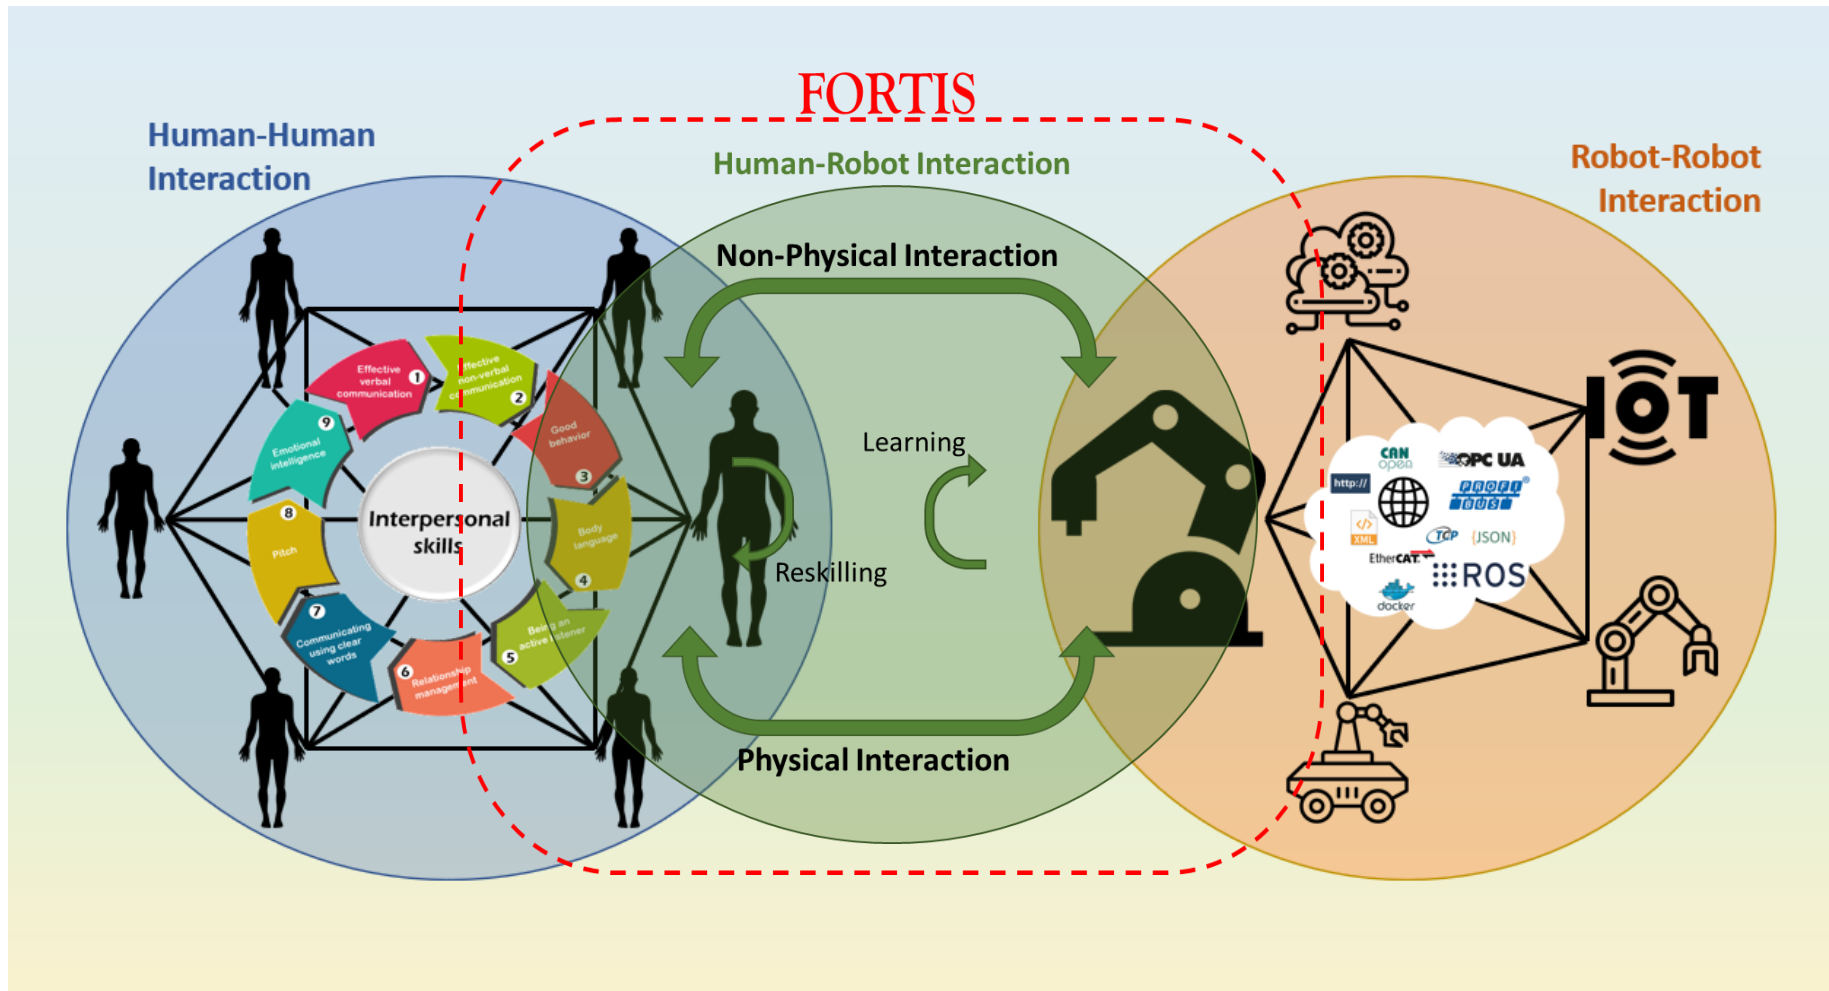 FORTIS
Human-Human
Interaction
Human-Robot Interaction
Robot-Robot
Interaction
Non-Physical Interaction
Effective
verbal
communication
1
Effective
non-verbal
communication
2
Good
behavior
3
Body
language
4
Being an
active listener
5
Relationship
management
6
Communicating
using clear
words
7
Pitch
8
Emotional
intelligence
9
Interpersonal
skills
Learning
Reskilling
Physical Interaction
IOT
CAN
open
OPC UA
http://
PROFI
BUS
</>
XML
TCP
{JSON}
EtherCAT
ROS
docker